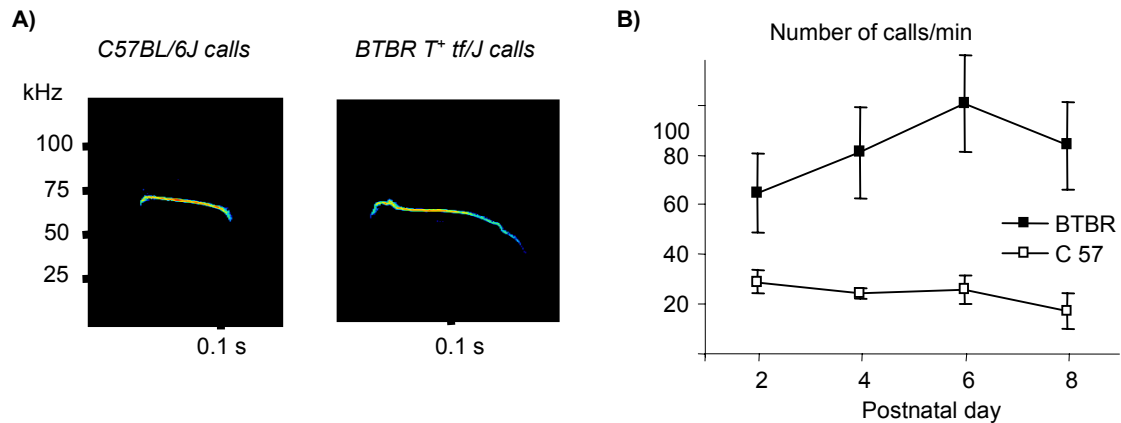 A)
C57BL/6J calls
BTBR T+ tf/J calls
kHz
100
75
50
25
0.1 s
0.1 s
B)
Number of calls/min
100
80
60
40
20
BTBR
C 57
2 4 6 8
Postnatal day